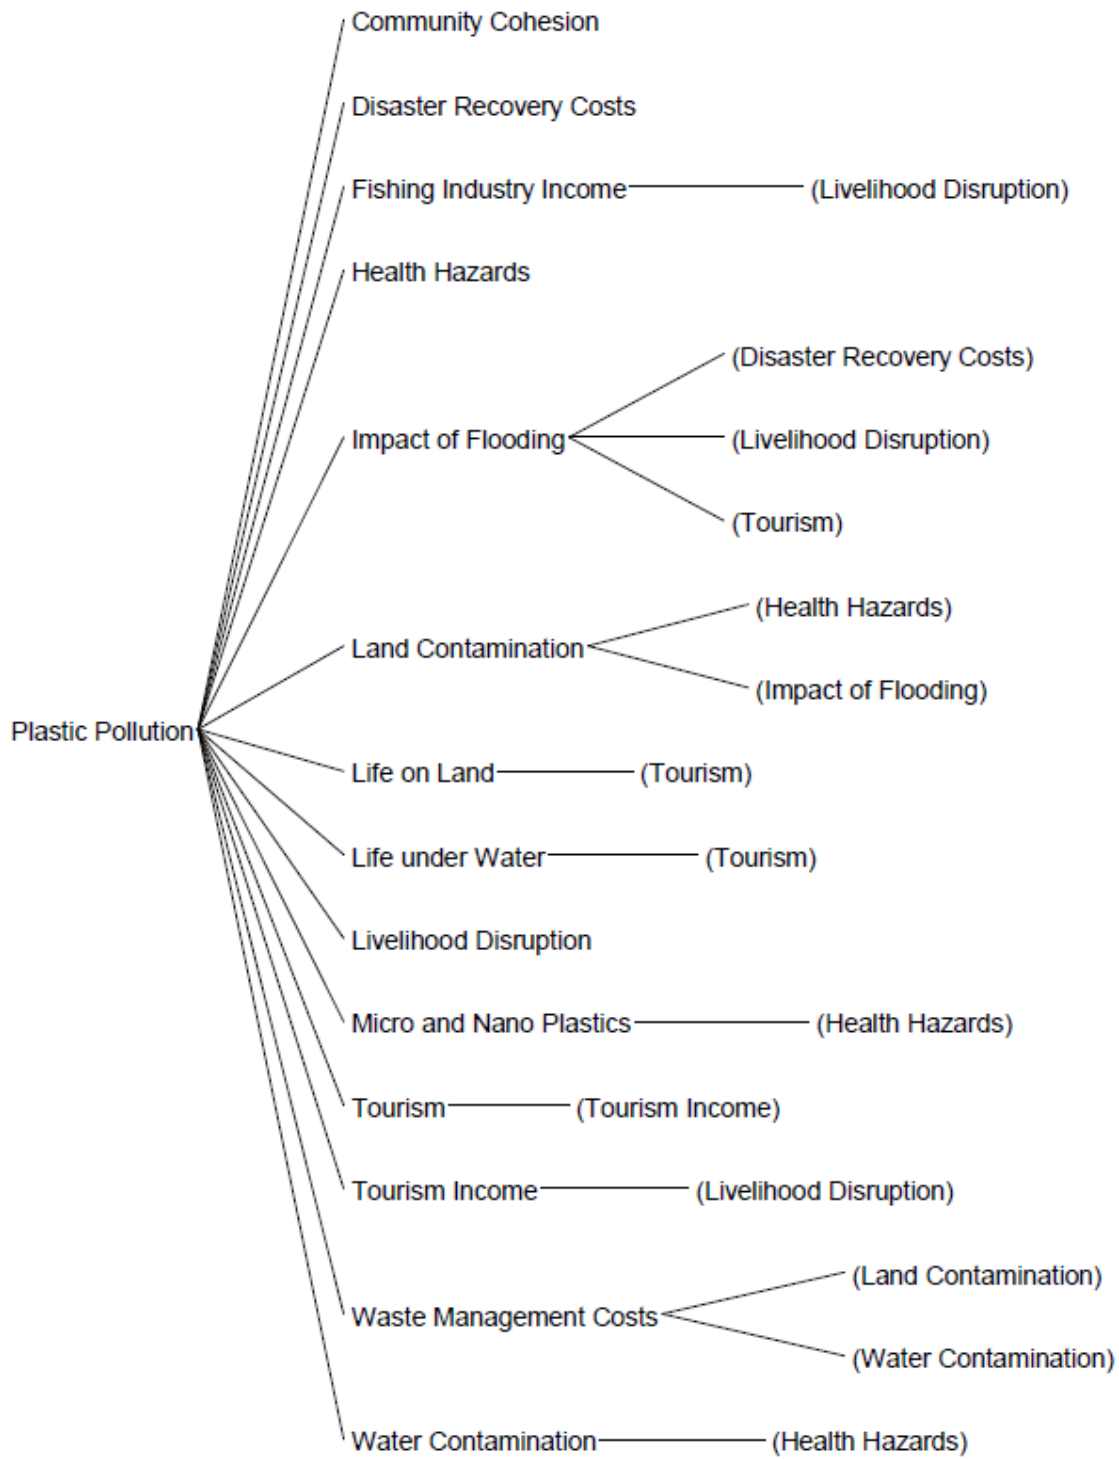 Community Cohesion
Disaster Recovery Costs
Fishing Industry Income (Livelihood Disruption)
Health Hazards
(Disaster Recovery Costs)
Impact of Flooding (Livelihood Disruption)
(Tourism)
(Health Hazards)
Land Contamination
(Impact of Flooding)
Plastic Pollution
Life on Land (Tourism)
Life under Water (Tourism)
Livelihood Disruption
Micro and Nano Plastics (Health Hazards)
Tourism (Tourism Income)
Tourism Income (Livelihood Disruption)
(Land Contamination)
Waste Management Costs
(Water Contamination)
Water Contamination (Health Hazards)